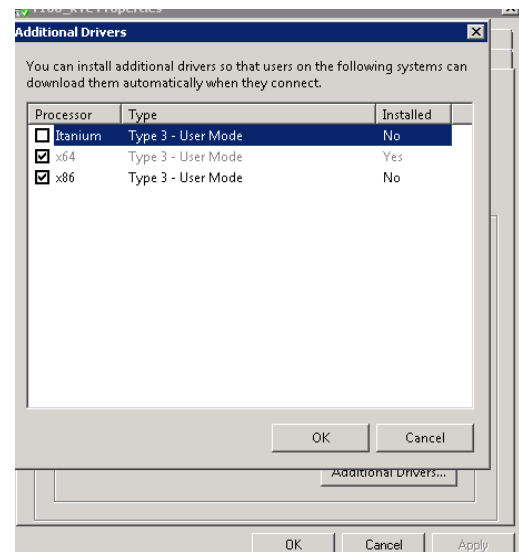 Properties
Additional Drivers
You can install additional drivers so that users on the following systems can
download them automatically when they connect.
Processor Type Installed
Itanium Type 3 - User Mode No
x64 Type 3 - User Mode Yes
x86 Type 3 - User Mode No
OK Cancel
Additional Drivers...
OK Cancel Apply